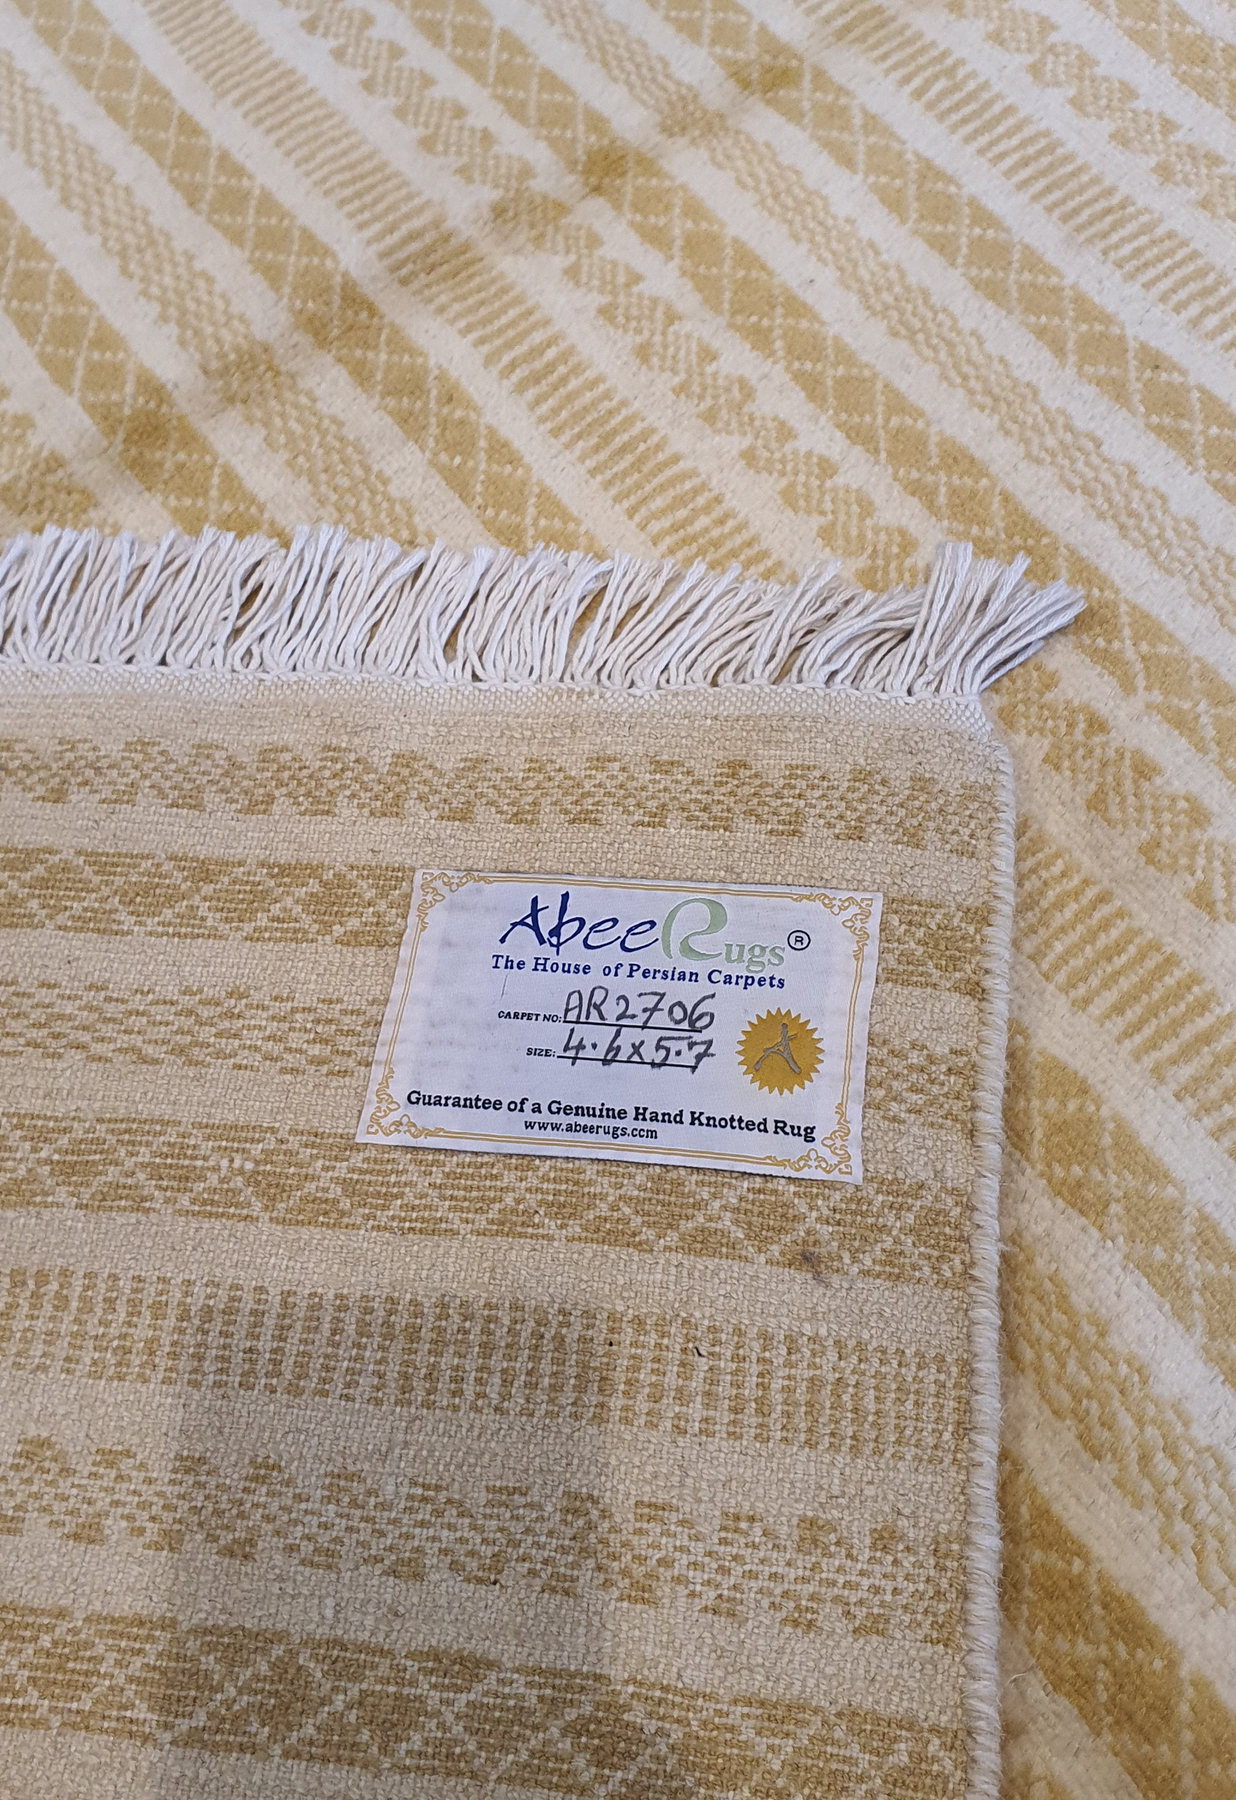 AbeeRugs®
The House of Persian Carpets
CARPET NO: AR2706
SIZE: 4.6x5.7
Guarantee of a Genuine Hand Knotted Rug
www.abeerugs.com